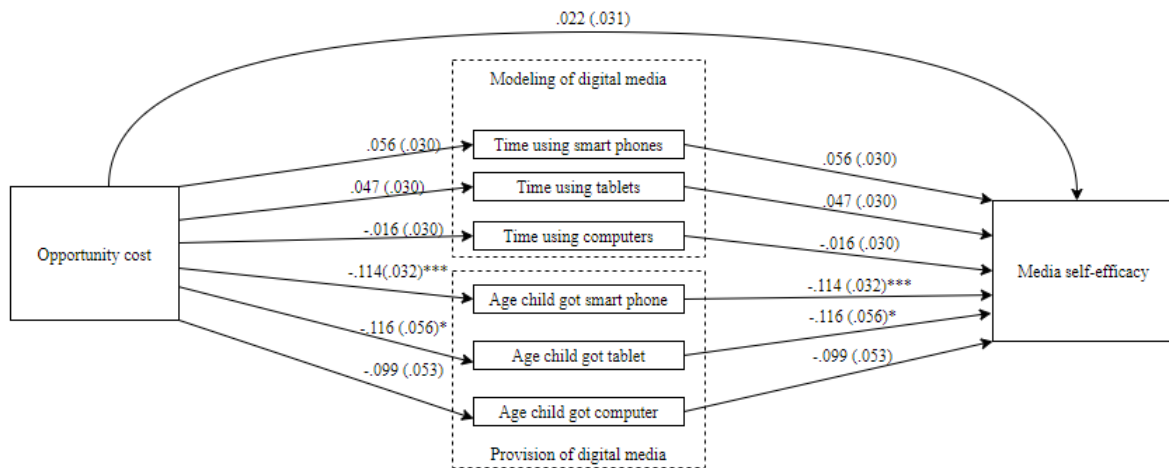 .022 (.031)
Modeling of digital media
.056 (.030)
Time using smart phones
.056 (.030)
.047 (.030)
Time using tablets
.047 (.030)
-.016 (.030)
Time using computers
-.016 (.030)
Opportunity cost
Media self-efficacy
-.114(.032)***
Age child got smart phone
-.114 (.032)***
-.116 (.056)*
Age child got tablet
-.116 (.056)*
-.099 (.053)
Age child got computer
-.099 (.053)
Provision of digital media